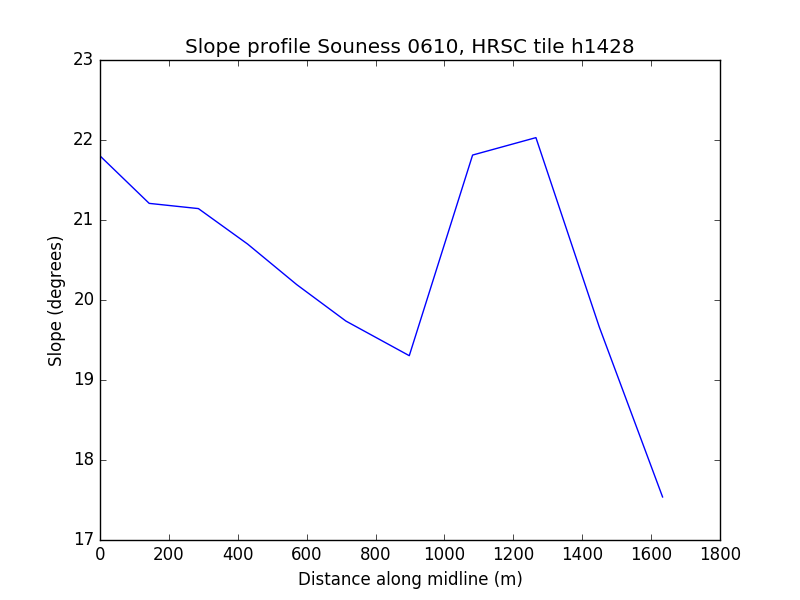 Slope profile Souness 0610, HRSC tile h1428
23
22
21
20
19
18
17
Slope (degrees)
0 200 400 600 800 1000 1200 1400 1600 1800
Distance along midline (m)